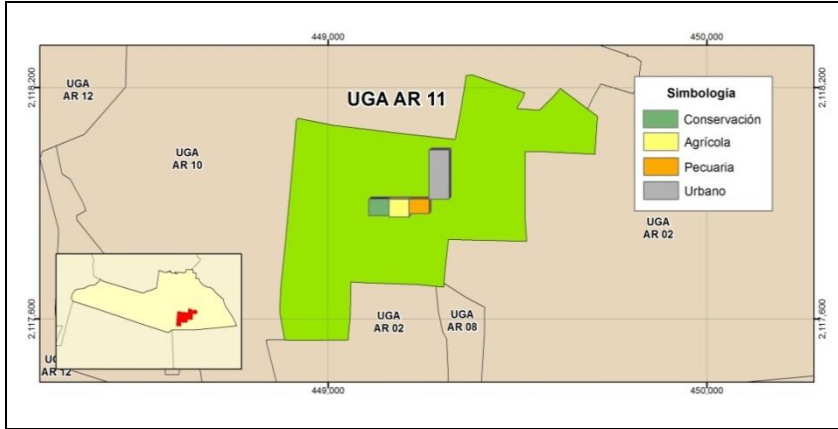 449,000
450,000
2,118,200
2,118,200
UGA
AR 12
UGA AR 11
Simbología
Conservación
Agrícola
Pecuaria
Urbano
UGA
AR 10
UGA
AR 02
UGA
AR 02
UGA
AR 08
2,117,600
2,117,600
AR 12
449,000
450,000